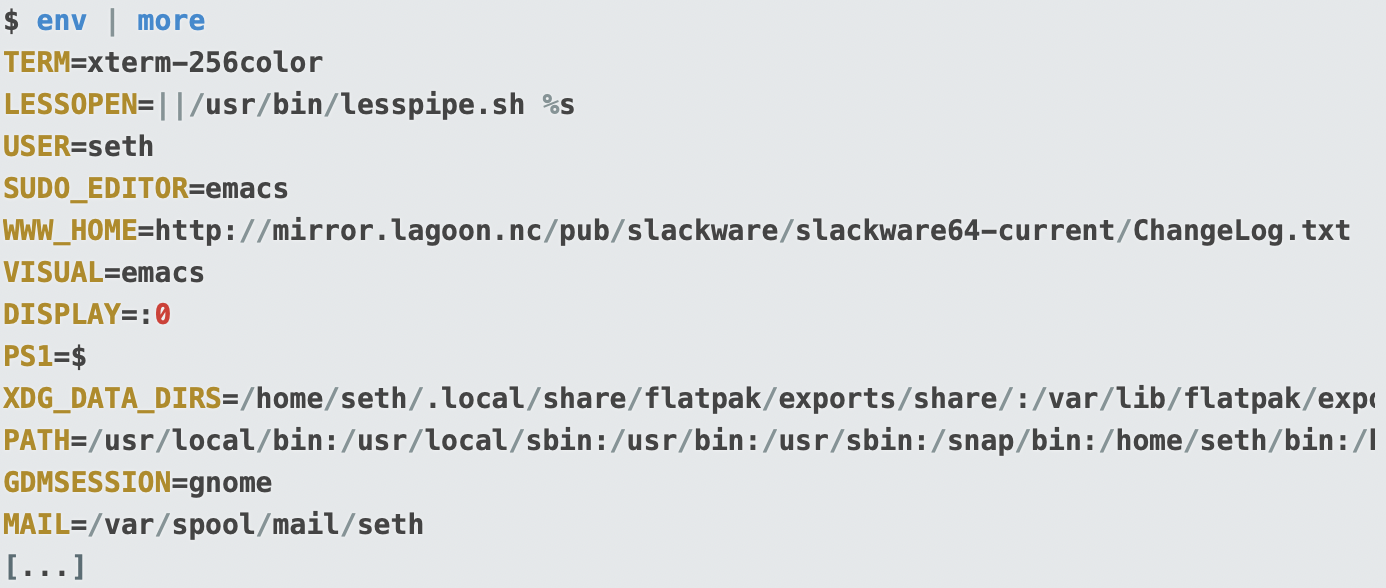 $ env | more
TERM=xterm-256color
LESSOPEN=||/usr/bin/lesspipe.sh %s
USER=seth
SUDO_EDITOR=emacs
WWW_HOME=http://mirror.lagoon.nc/pub/slackware/slackware64-current/ChangeLog.txt
VISUAL=emacs
DISPLAY=:0
PS1=$
XDG_DATA_DIRS=/home/seth/.local/share/flatpak/exports/share/:/var/lib/flatpak/expo
PATH=/usr/local/bin:/usr/local/sbin:/usr/bin:/usr/sbin:/snap/bin:/home/seth/bin:/
GDMSESSION=gnome
MAIL=/var/spool/mail/seth
[...]